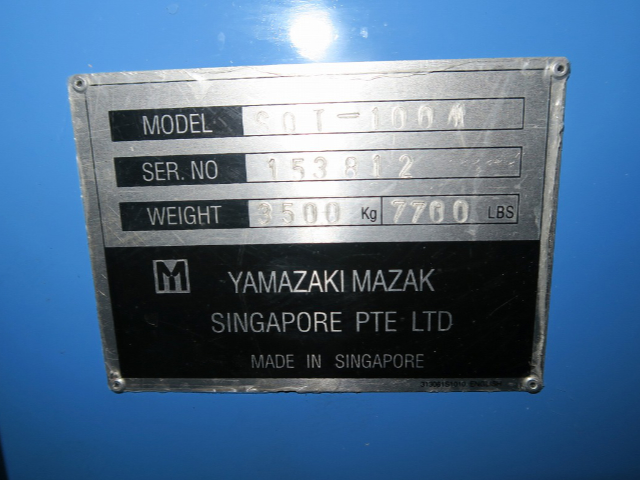 MODEL SQT-100M
SER. NO 153812
WEIGHT 3500 Kg 7700 LBS
M
YAMAZAKI MAZAK
SINGAPORE PTE LTD
MADE IN SINGAPORE